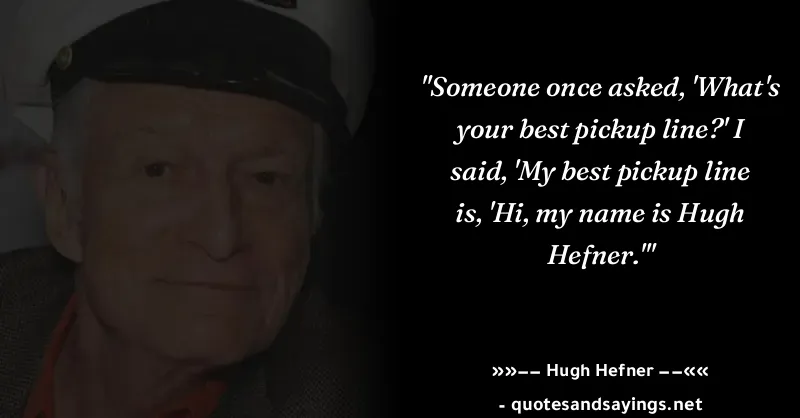 "Someone once asked, 'What's
your best pickup line?' I
said, 'My best pickup line
is, 'Hi, my name is Hugh
Hefner.'"
»»-- Hugh Hefner --««
- quotesandsayings.net